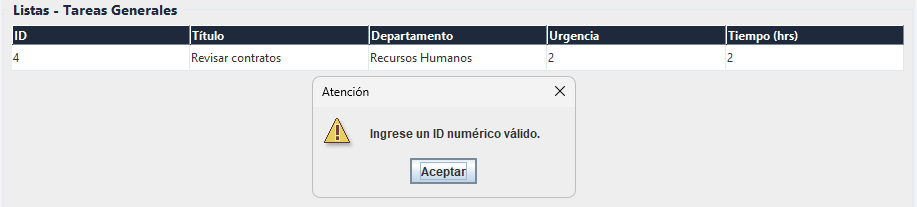 Listas - Tareas Generales
ID Título Departamento Urgencia Tiempo (hrs)
4 Revisar contratos Recursos Humanos 2 2
Atención
Ingrese un ID numérico válido.
Aceptar